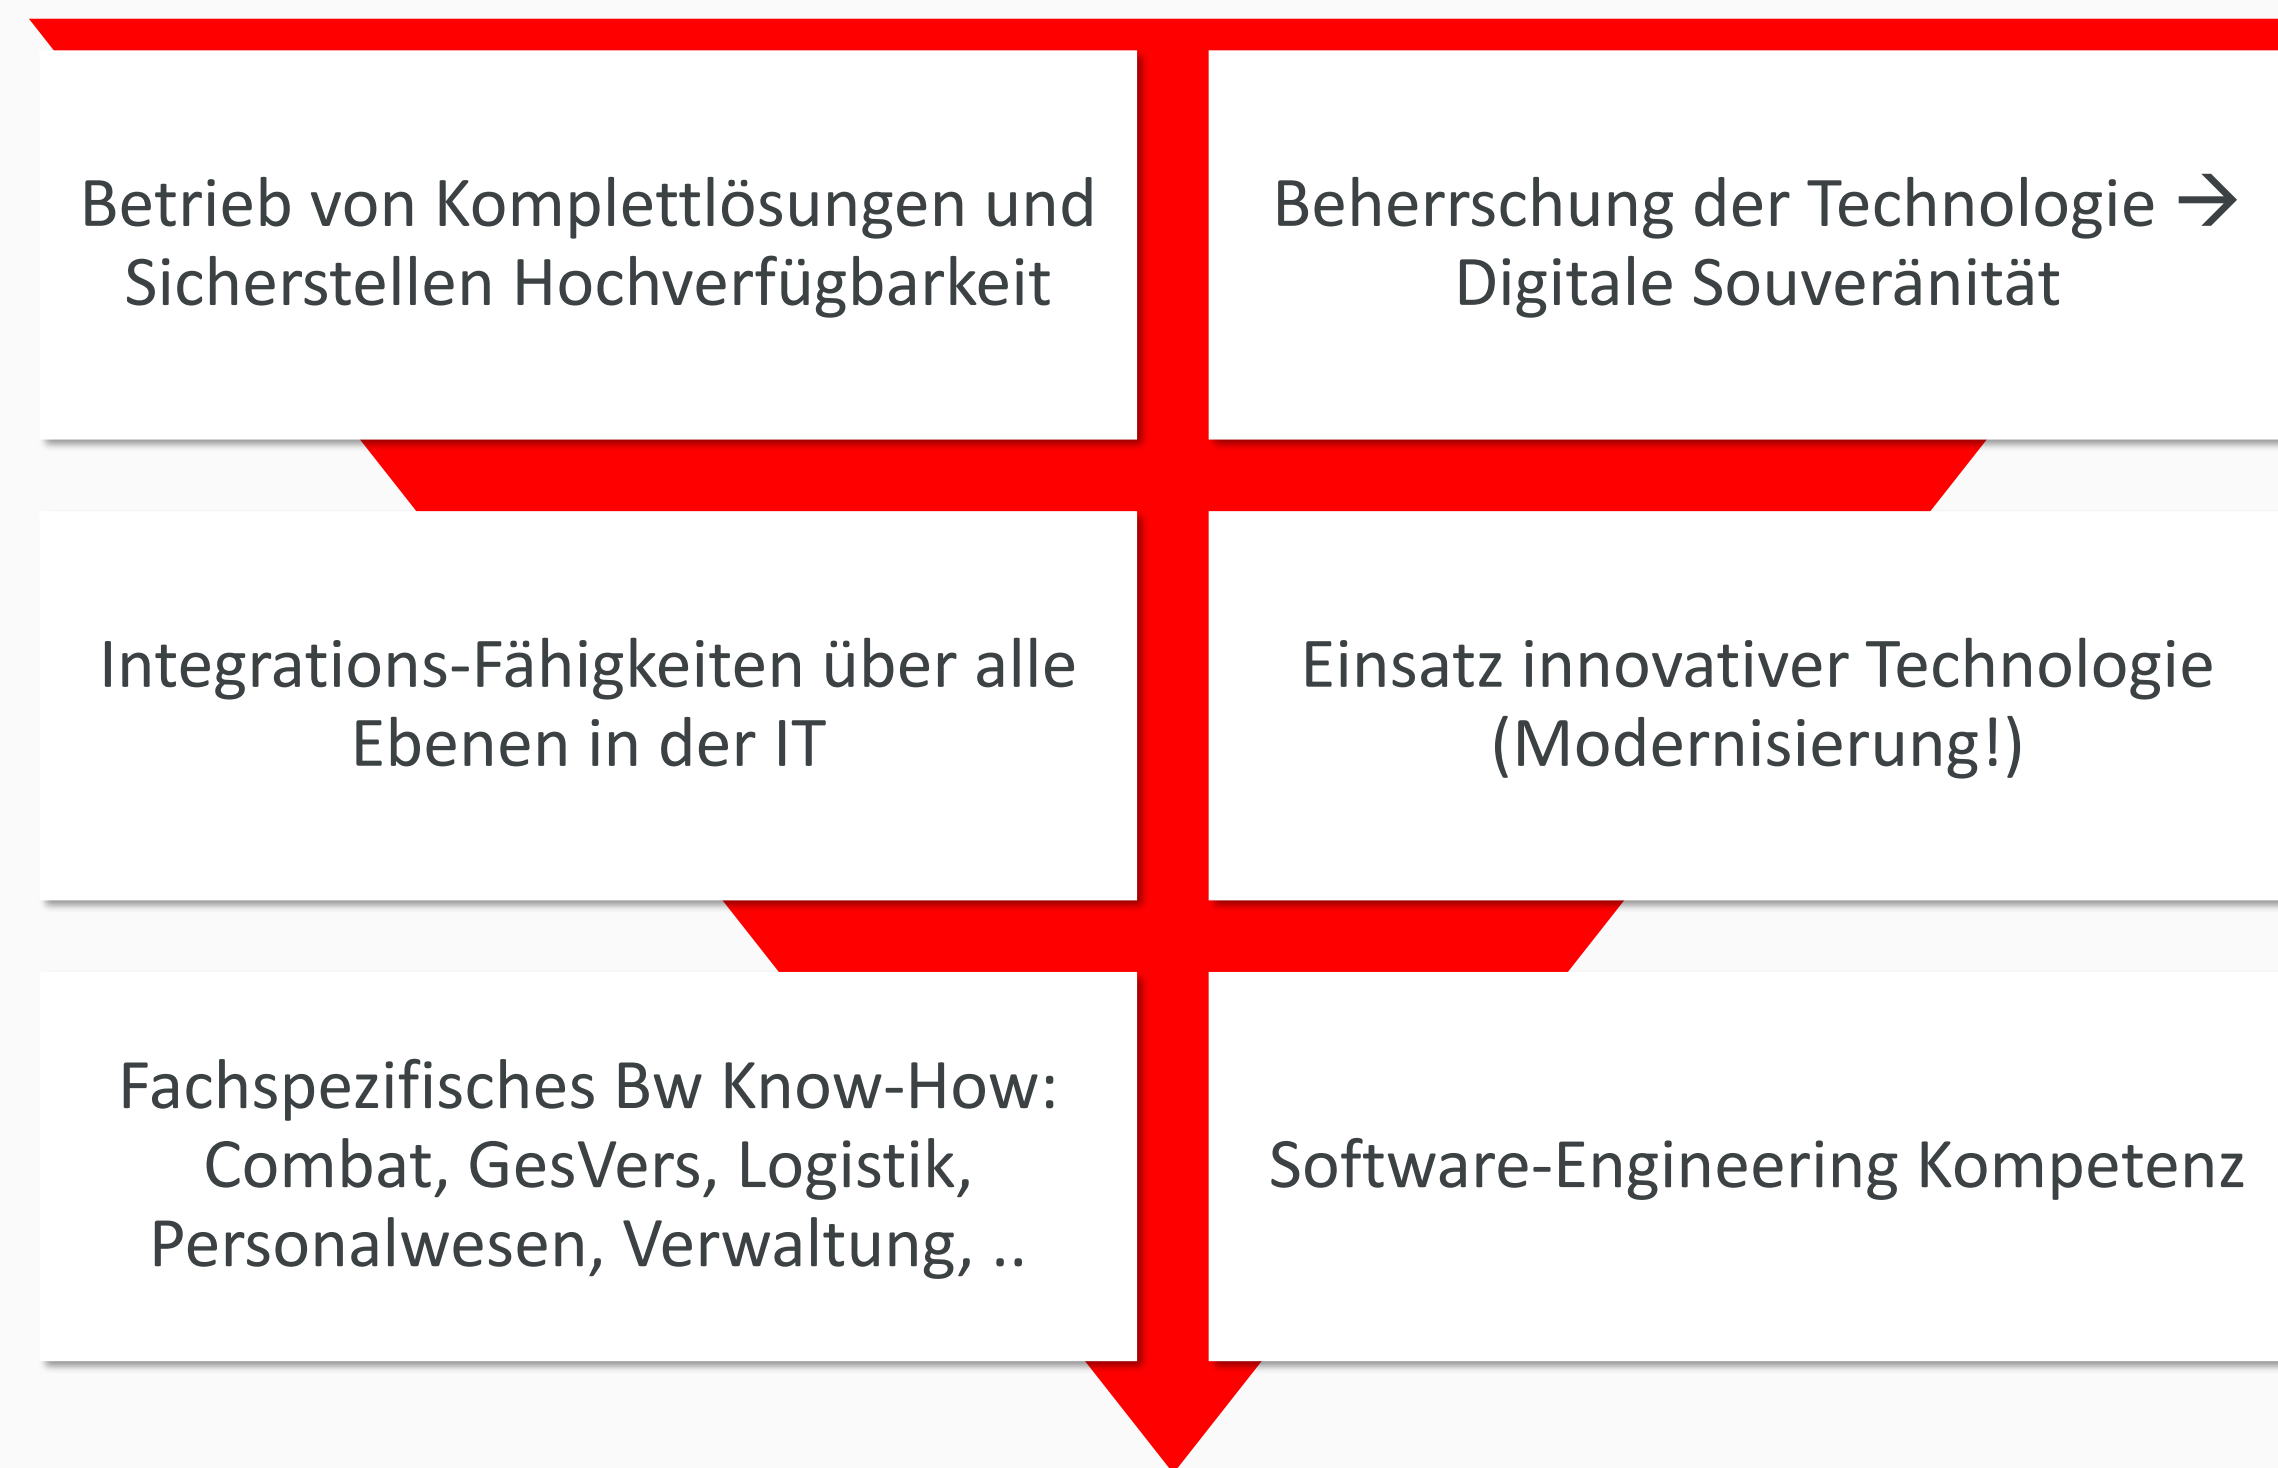 Betrieb von Komplettlösungen und
Sicherstellen Hochverfügbarkeit
Beherrschung der Technologie →
Digitale Souveränität
Integrations-Fähigkeiten über alle
Ebenen in der IT
Einsatz innovativer Technologie
(Modernisierung!)
Fachspezifisches Bw Know-How:
Combat, GesVers, Logistik,
Personalwesen, Verwaltung, ..
Software-Engineering Kompetenz